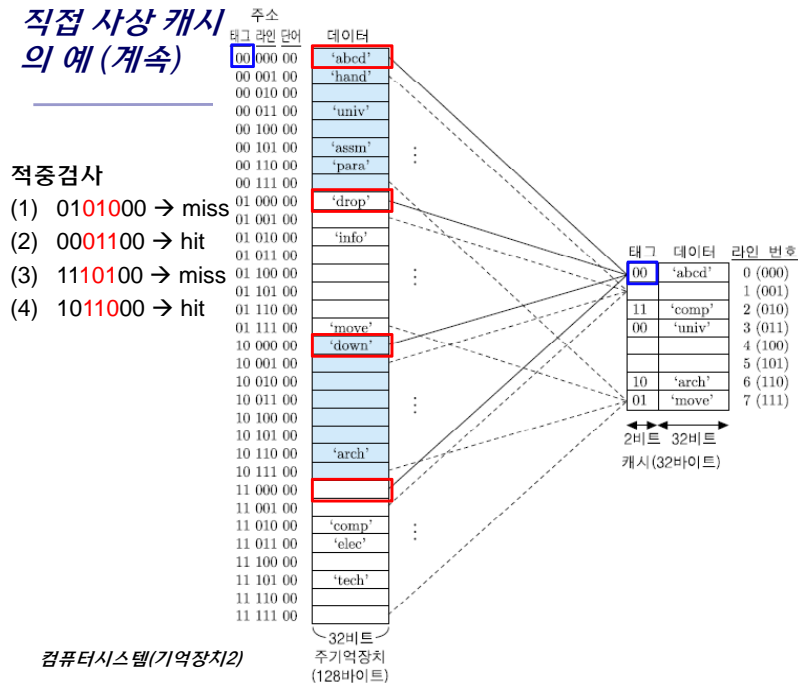 직접 사상 캐시
의 예 (계속)
적중검사
(1) 0101000 → miss
(2) 0001100 → hit
(3) 1110100 → miss
(4) 1011000 → hit
주소
태그 라인 단어 데이터
00 000 00 ‘abcd’
00 001 00 ‘hand’
00 010 00
00 011 00 ‘univ’
00 100 00
00 101 00 ‘assm’
00 110 00 ‘para’
00 111 00
01 000 00 ‘drop’
01 001 00
01 010 00 ‘info’
01 011 00
01 100 00
01 101 00
01 110 00
01 111 00 ‘move’
10 000 00 ‘down’
10 001 00
10 010 00
10 011 00
10 100 00
10 101 00
10 110 00 ‘arch’
10 111 00
11 000 00
11 001 00
11 010 00 ‘comp’
11 011 00 ‘elec’
11 100 00
11 101 00 ‘tech’
11 110 00
11 111 00
32비트
주기억장치
(128바이트)
태그 데이터 라인 번호
00 ‘abcd’ 0 (000)
1 (001)
11 ‘comp’ 2 (010)
00 ‘univ’ 3 (011)
4 (100)
5 (101)
10 ‘arch’ 6 (110)
01 ‘move’ 7 (111)
2비트 32비트
캐시(32바이트)
컴퓨터시스템(기억장치2)